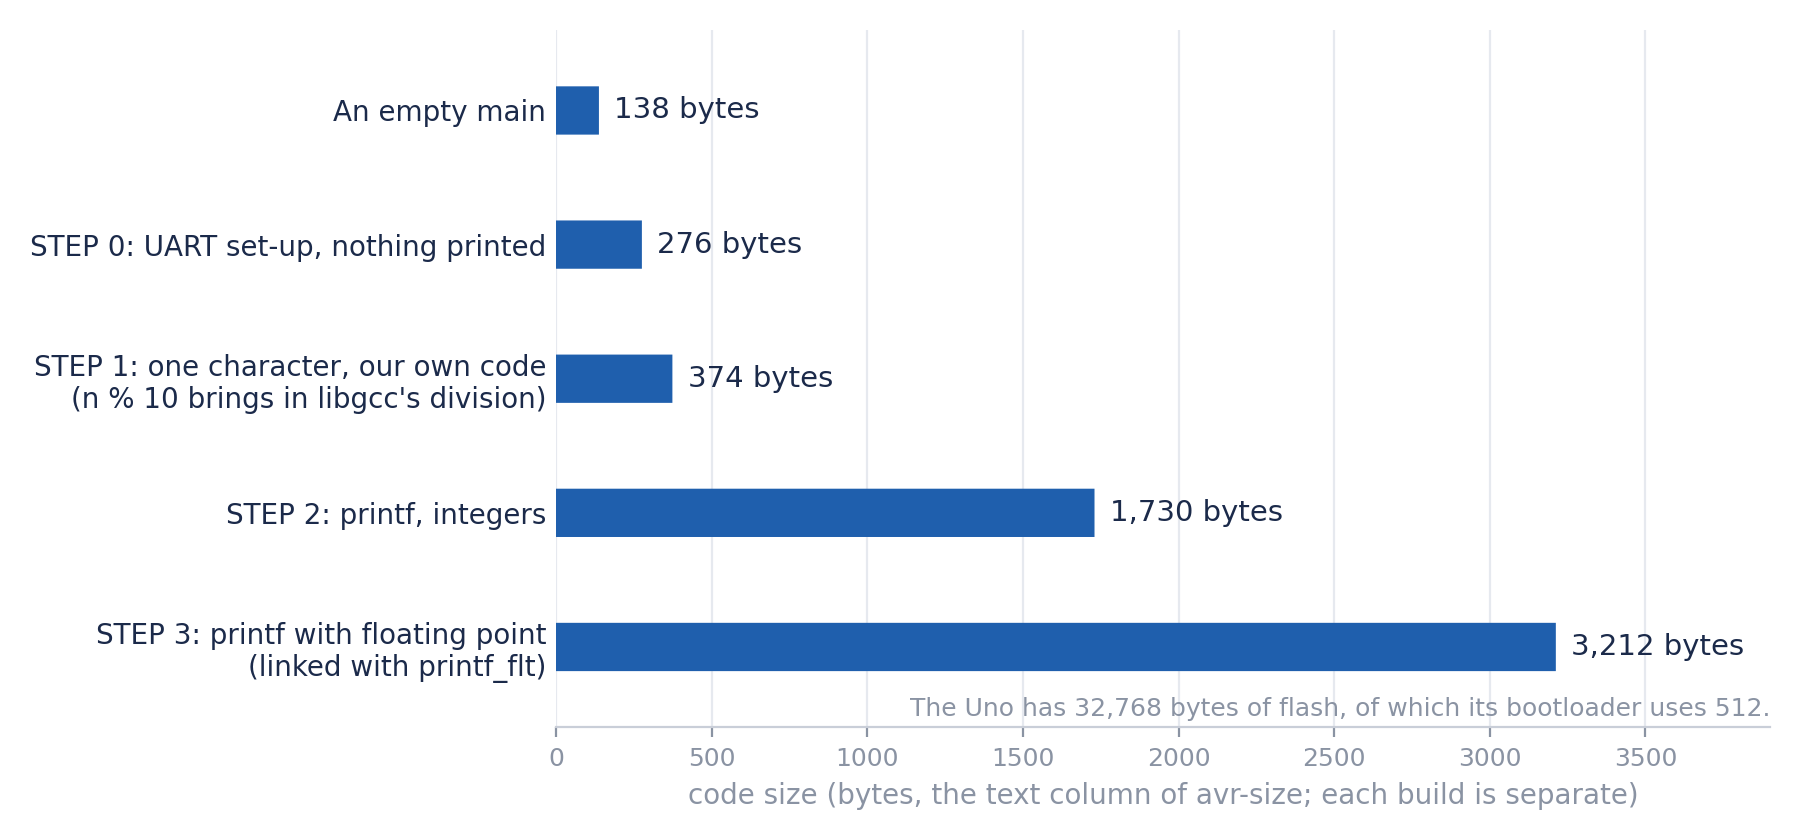 An empty main
138 bytes
STEP 0: UART set-up, nothing printed
276 bytes
STEP 1: one character, our own code
(n % 10 brings in libgcc's division)
374 bytes
STEP 2: printf, integers
1,730 bytes
STEP 3: printf with floating point
(linked with printf_flt)
3,212 bytes
The Uno has 32,768 bytes of flash, of which its bootloader uses 512.
0 500 1000 1500 2000 2500 3000 3500
code size (bytes, the text column of avr-size; each build is separate)